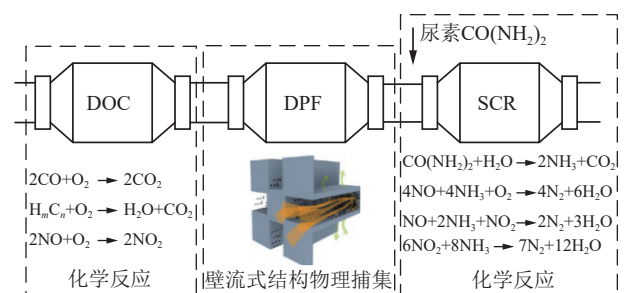 尿素CO(NH₂)₂
DOC
DPF
SCR
2CO+O₂ → 2CO₂
HₘCₙ+O₂ → H₂O+CO₂
2NO+O₂ → 2NO₂
CO(NH₂)₂+H₂O → 2NH₃+CO₂
4NO+4NH₃+O₂ → 4N₂+6H₂O
NO+2NH₃+NO₂ → 2N₂+3H₂O
6NO₂+8NH₃ → 7N₂+12H₂O
化学反应
壁流式结构物理捕集
化学反应